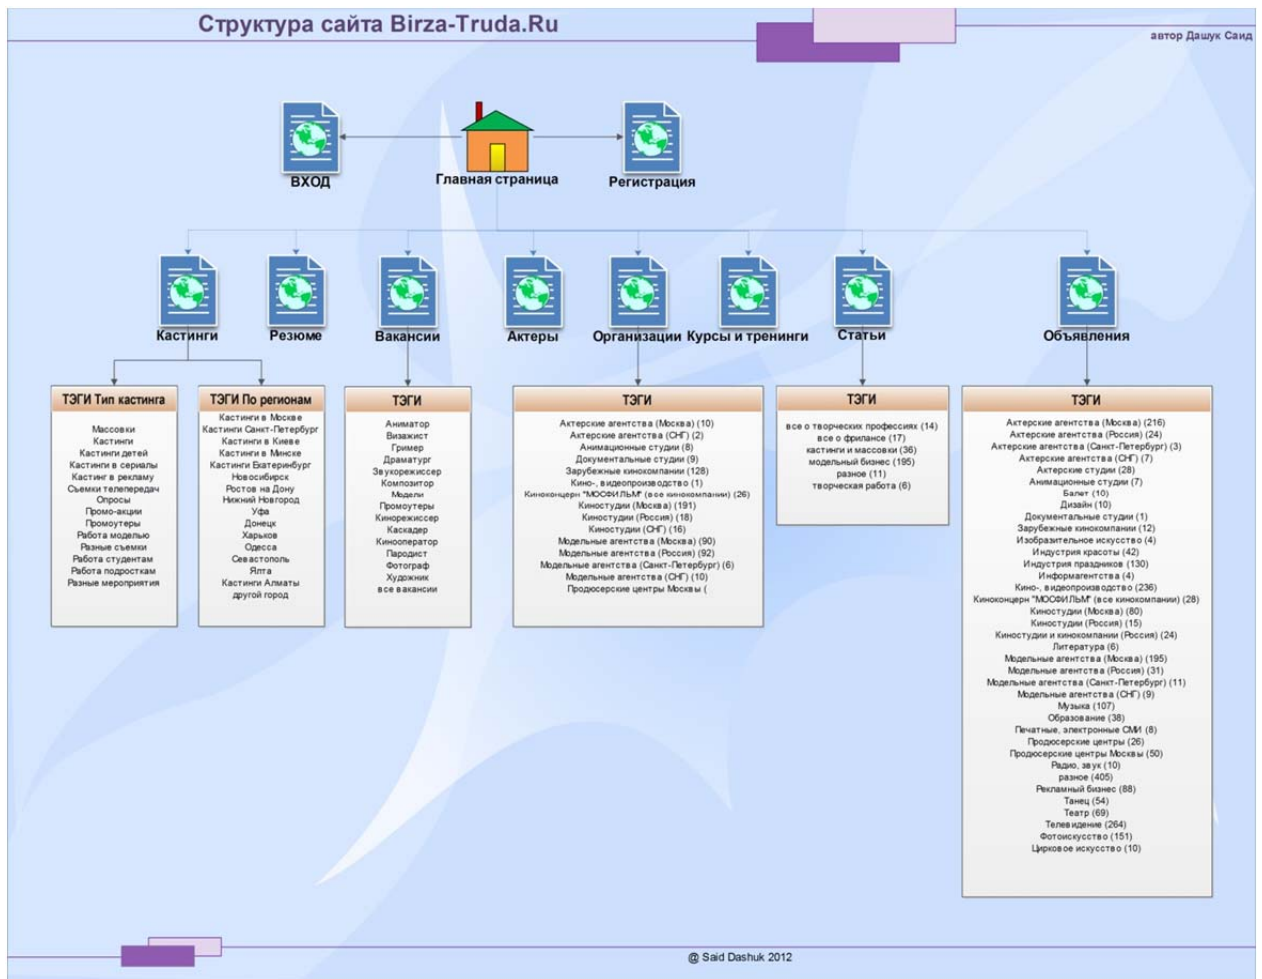 Структура сайта Birza-Truda.Ru
автор Дашук Саид
ВХОД
Главная страница
Регистрация
Кастинги
Резюме
Вакансии
Актеры
Организации
Курсы и тренинги
Статьи
Объявления
ТЭГИ Тип кастинга
Массовки
Кастинги
Кастинги детей
Кастинги в сериалы
Кастинг в рекламу
Съемки телепередач
Опросы
Промо-акции
Промоутеры
Работа моделью
Разные съемки
Работа студентам
Работа подросткам
Разные мероприятия
ТЭГИ По регионам
Кастинги в Москве
Кастинги Санкт-Петербург
Кастинги в Киеве
Кастинги в Минске
Кастинги Екатеринбург
Новосибирск
Ростов на Дону
Нижний Новгород
Уфа
Донецк
Харьков
Одесса
Севастополь
Ялта
Кастинги Алматы
другой город
ТЭГИ
Аниматор
Визажист
Гример
Драматург
Звукорежиссер
Композитор
Модели
Промоутеры
Кинорежиссер
Каскадер
Кинооператор
Пародист
Фотограф
Художник
все вакансии
ТЭГИ
Актерские агентства (Москва) (10)
Актерские агентства (СНГ) (2)
Анимационные студии (8)
Документальные студии (9)
Зарубежные кинокомпании (128)
Кино-, видеопроизводство (1)
Киноконцерн "МОСФИЛЬМ" (все кинокомпании) (26)
Киностудии (Москва) (191)
Киностудии (Россия) (18)
Киностудии (СНГ) (16)
Модельные агентства (Москва) (90)
Модельные агентства (Россия) (92)
Модельные агентства (Санкт-Петербург) (6)
Модельные агентства (СНГ) (10)
Продюсерские центры Москвы (
ТЭГИ
все о творческих профессиях (14)
все о фрилансе (17)
кастинги и массовки (36)
модельный бизнес (195)
разное (11)
творческая работа (6)
ТЭГИ
Актерские агентства (Москва) (216)
Актерские агентства (Россия) (24)
Актерские агентства (Санкт-Петербург) (3)
Актерские агентства (СНГ) (7)
Актерские студии (28)
Анимационные студии (7)
Балет (10)
Дизайн (10)
Документальные студии (1)
Зарубежные кинокомпании (12)
Изобразительное искусство (4)
Индустрия красоты (42)
Индустрия праздников (130)
Информагентства (4)
Кино-, видеопроизводство (236)
Киноконцерн "МОСФИЛЬМ" (все кинокомпании) (28)
Киностудии (Москва) (80)
Киностудии (Россия) (15)
Киностудии и кинокомпании (Россия) (24)
Литература (6)
Модельные агентства (Москва) (195)
Модельные агентства (Россия) (31)
Модельные агентства (Санкт-Петербург) (11)
Модельные агентства (СНГ) (9)
Музыка (107)
Образование (38)
Печатные, электронные СМИ (8)
Продюсерские центры (26)
Продюсерские центры Москвы (50)
Радио, звук (10)
разное (405)
Рекламный бизнес (88)
Танец (54)
Театр (69)
Телевидение (264)
Фотоискусство (151)
Цирковое искусство (10)
@ Said Dashuk 2012